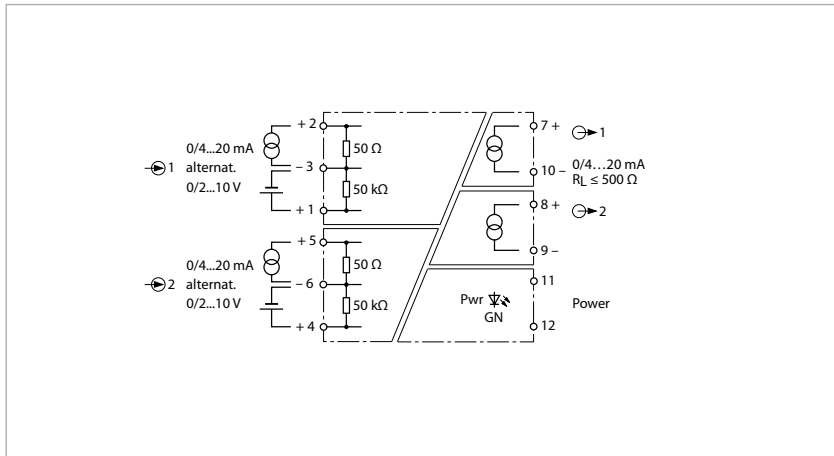 + 2
0/4...20 mA
50 Ω
1
alternat.
– 3
0/2...10 V
50 kΩ
+ 1
+ 5
0/4...20 mA
50 Ω
2
alternat.
– 6
0/2...10 V
50 kΩ
+ 4
7 +
1
10 –
0/4...20 mA
RL ≤ 500 Ω
8 +
2
9 –
11
Pwr
Power
GN
12